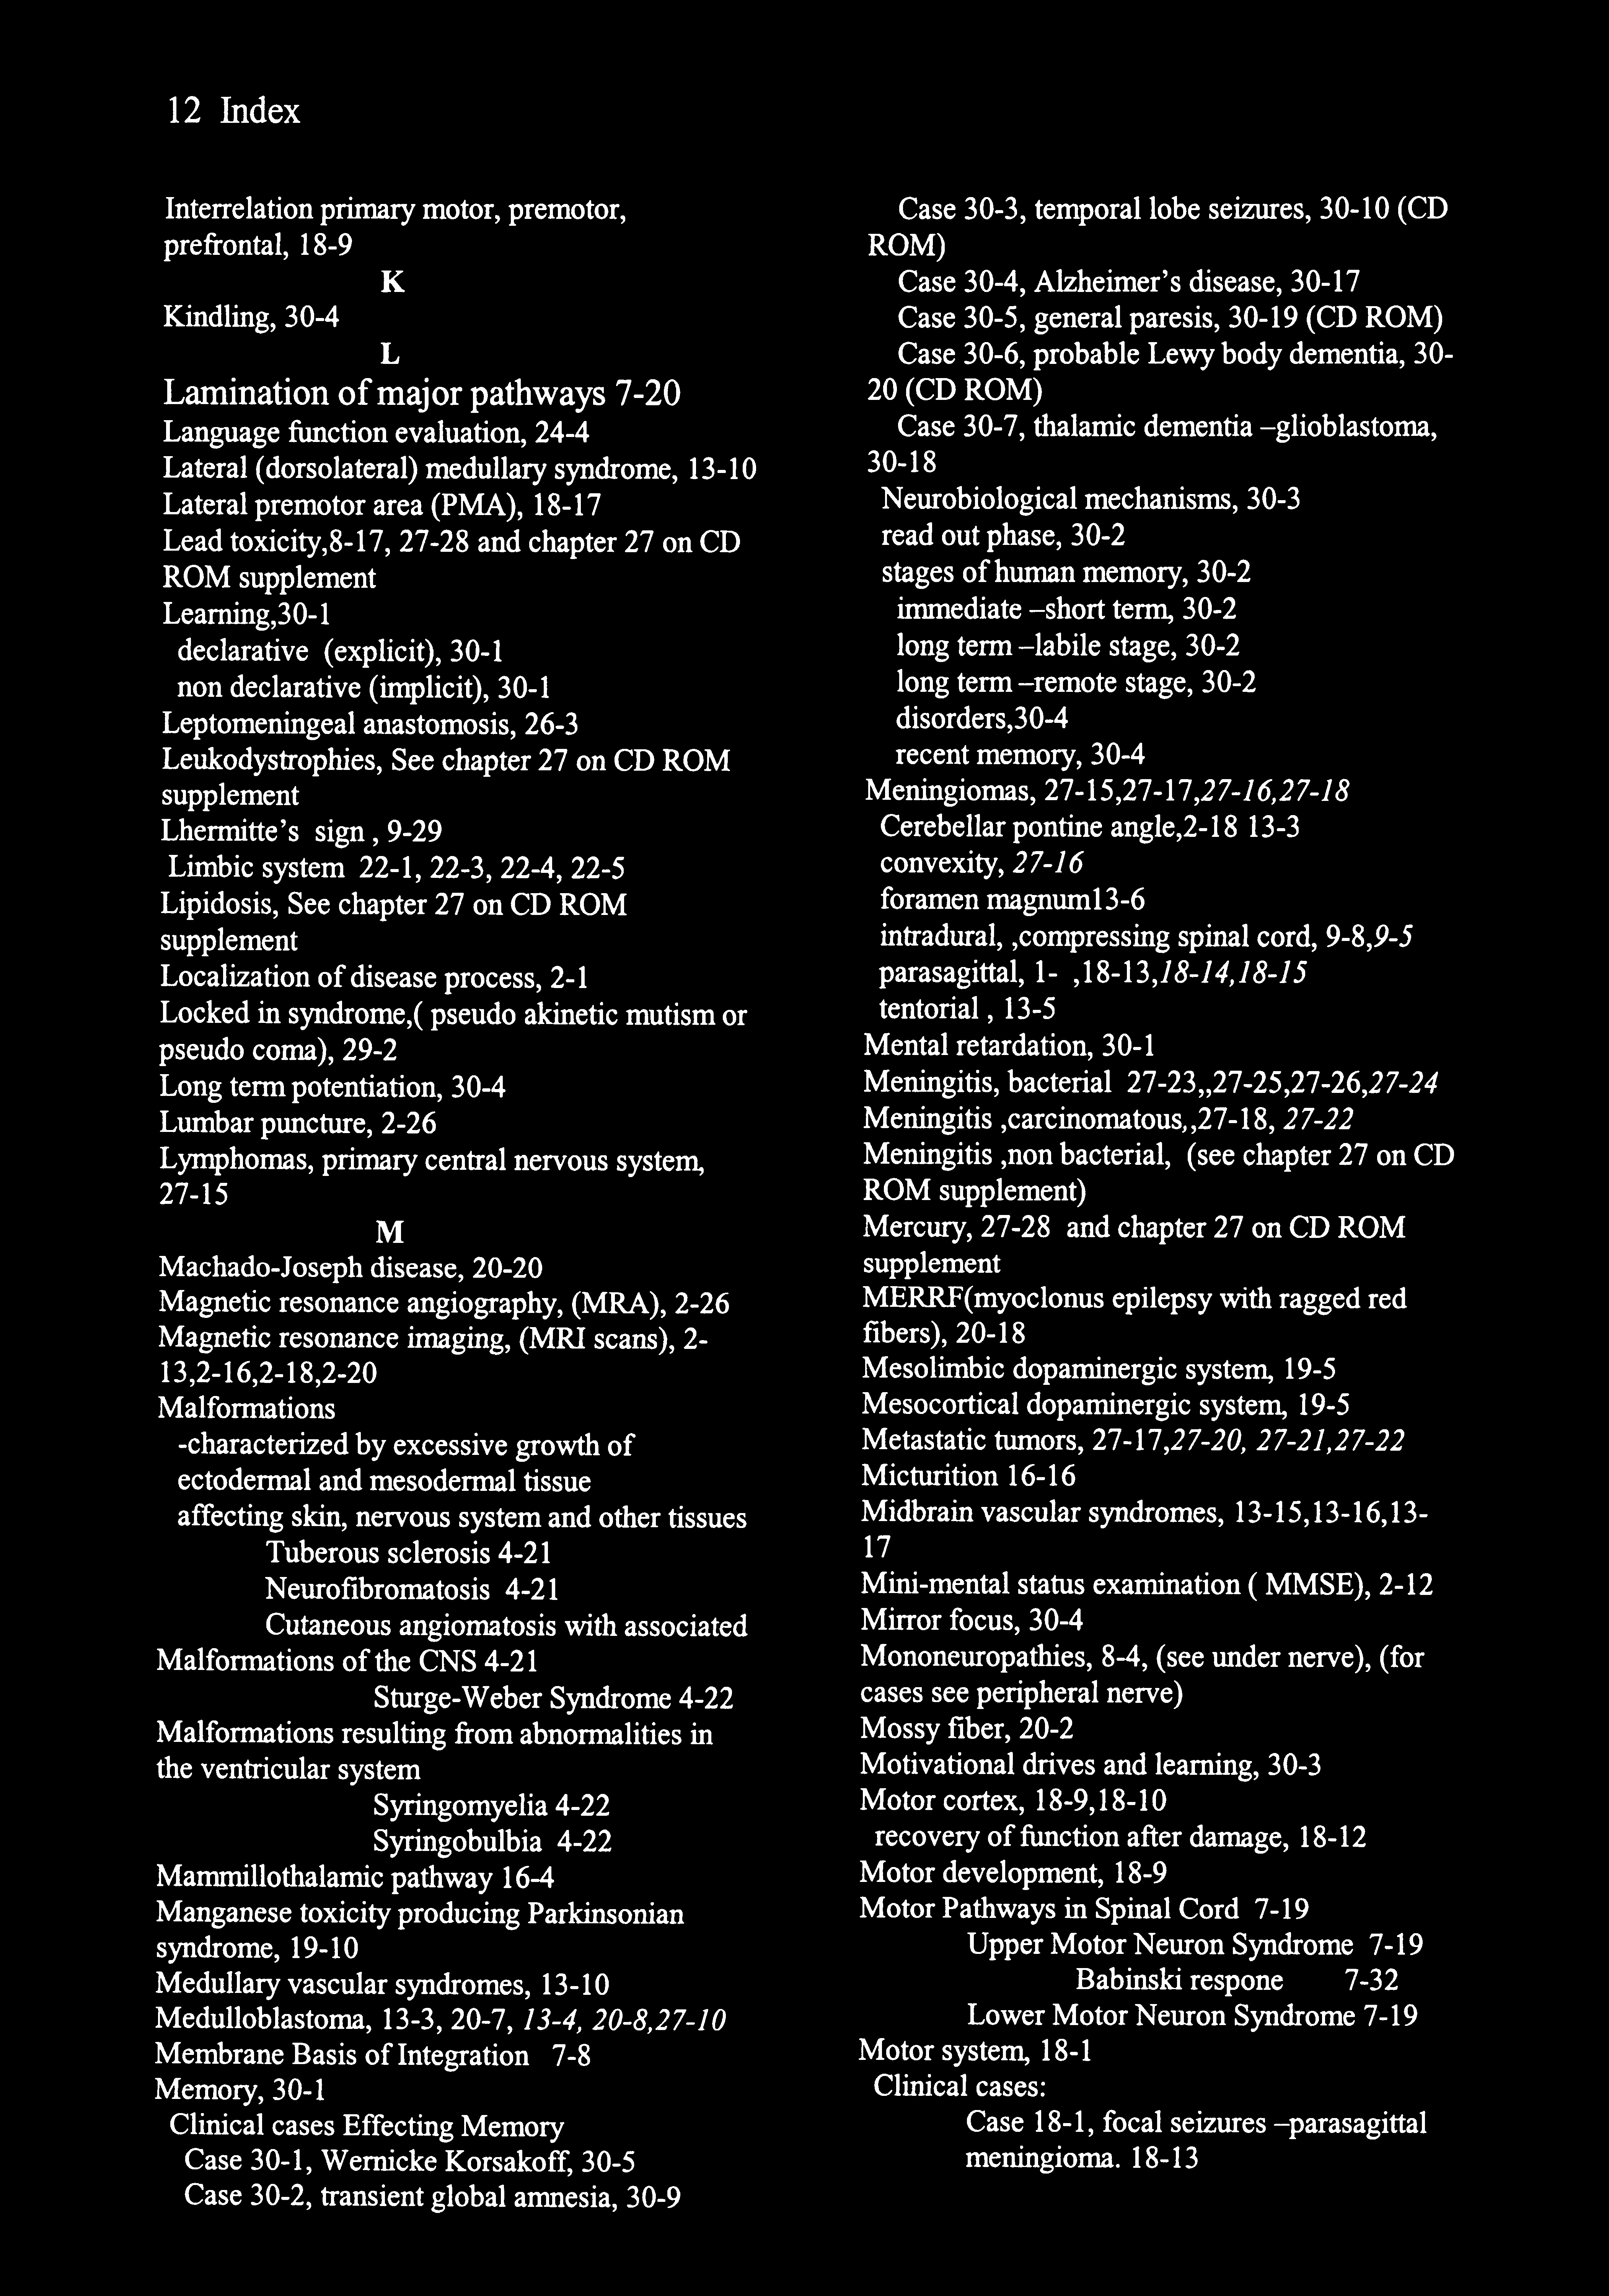 12 Index
Interrelation primary motor, premotor,
prefrontal, 18-9
K
Kindling, 30-4
L
Lamination of major pathways 7-20
Language function evaluation, 24-4
Lateral (dorsolateral) medullary syndrome, 13-10
Lateral premotor area (PMA), 18-17
Lead toxicity,8-17, 27-28 and chapter 27 on CD
ROM supplement
Learning,30-1
declarative (explicit), 30-1
non declarative (implicit), 30-1
Leptomeningeal anastomosis, 26-3
Leukodystrophies, See chapter 27 on CD ROM
supplement
Lhermitte's sign , 9-29
Limbic system 22-1, 22-3, 22-4, 22-5
Lipidosis, See chapter 27 on CD ROM
supplement
Localization of disease process, 2-1
Locked in syndrome,( pseudo akinetic mutism or
pseudo coma), 29-2
Long term potentiation, 30-4
Lumbar puncture, 2-26
Lymphomas, primary central nervous system,
27-15
M
Machado-Joseph disease, 20-20
Magnetic resonance angiography, (MRA), 2-26
Magnetic resonance imaging, (MRI scans), 2-
13,2-16,2-18,2-20
Malformations
-characterized by excessive growth of
ectodermal and mesodermal tissue
affecting skin, nervous system and other tissues
Tuberous sclerosis 4-21
Neurofibromatosis 4-21
Cutaneous angiomatosis with associated
Malformations of the CNS 4-21
Sturge-Weber Syndrome 4-22
Malformations resulting from abnormalities in
the ventricular system
Syringomyelia 4-22
Syringobulbia 4-22
Mammillothalamic pathway 16-4
Manganese toxicity producing Parkinsonian
syndrome, 19-10
Medullary vascular syndromes, 13-10
Medulloblastoma, 13-3, 20-7, 13-4, 20-8,27-10
Membrane Basis of Integration 7-8
Memory, 30-1
Clinical cases Effecting Memory
Case 30-1, Wernicke Korsakoff, 30-5
Case 30-2, transient global amnesia, 30-9
Case 30-3, temporal lobe seizures, 30-10 (CD
ROM)
Case 30-4, Alzheimer's disease, 30-17
Case 30-5, general paresis, 30-19 (CD ROM)
Case 30-6, probable Lewy body dementia, 30-
20 (CD ROM)
Case 30-7, thalamic dementia –glioblastoma,
30-18
Neurobiological mechanisms, 30-3
read out phase, 30-2
stages of human memory, 30-2
immediate –short term, 30-2
long term –labile stage, 30-2
long term –remote stage, 30-2
disorders,30-4
recent memory, 30-4
Meningiomas, 27-15,27-17,27-16,27-18
Cerebellar pontine angle,2-18 13-3
convexity, 27-16
foramen magnum13-6
intradural, ,compressing spinal cord, 9-8,9-5
parasagittal, 1- ,18-13,18-14,18-15
tentorial , 13-5
Mental retardation, 30-1
Meningitis, bacterial 27-23,,27-25,27-26,27-24
Meningitis ,carcinomatous,,27-18, 27-22
Meningitis ,non bacterial, (see chapter 27 on CD
ROM supplement)
Mercury, 27-28 and chapter 27 on CD ROM
supplement
MERRF(myoclonus epilepsy with ragged red
fibers), 20-18
Mesolimbic dopaminergic system, 19-5
Mesocortical dopaminergic system, 19-5
Metastatic tumors, 27-17,27-20, 27-21,27-22
Micturition 16-16
Midbrain vascular syndromes, 13-15,13-16,13-
17
Mini-mental status examination ( MMSE), 2-12
Mirror focus, 30-4
Mononeuropathies, 8-4, (see under nerve), (for
cases see peripheral nerve)
Mossy fiber, 20-2
Motivational drives and learning, 30-3
Motor cortex, 18-9,18-10
recovery of function after damage, 18-12
Motor development, 18-9
Motor Pathways in Spinal Cord 7-19
Upper Motor Neuron Syndrome 7-19
Babinski respone 7-32
Lower Motor Neuron Syndrome 7-19
Motor system, 18-1
Clinical cases:
Case 18-1, focal seizures –parasagittal
meningioma. 18-13